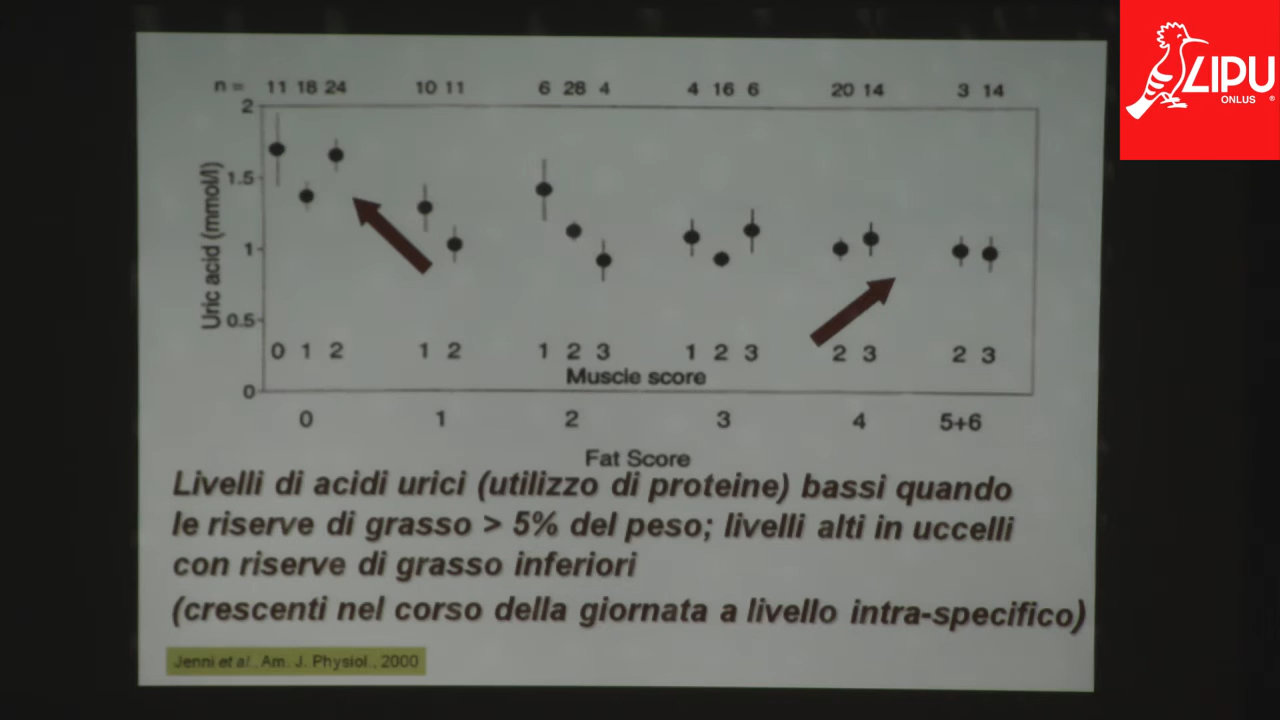 LIPU
ONLUS ®
n = 11 18 24 10 11 6 28 4 4 16 6 20 14 3 14
2
1.5
1
0.5
0
Uric acid (mmol/l)
0 1 2 1 2 1 2 3 1 2 3 2 3 2 3
Muscle score
0 1 2 3 4 5+6
Fat Score
Livelli di acidi urici (utilizzo di proteine) bassi quando
le riserve di grasso > 5% del peso; livelli alti in uccelli
con riserve di grasso inferiori
(crescenti nel corso della giornata a livello intra-specifico)
Jenni et al., Am. J. Physiol., 2000